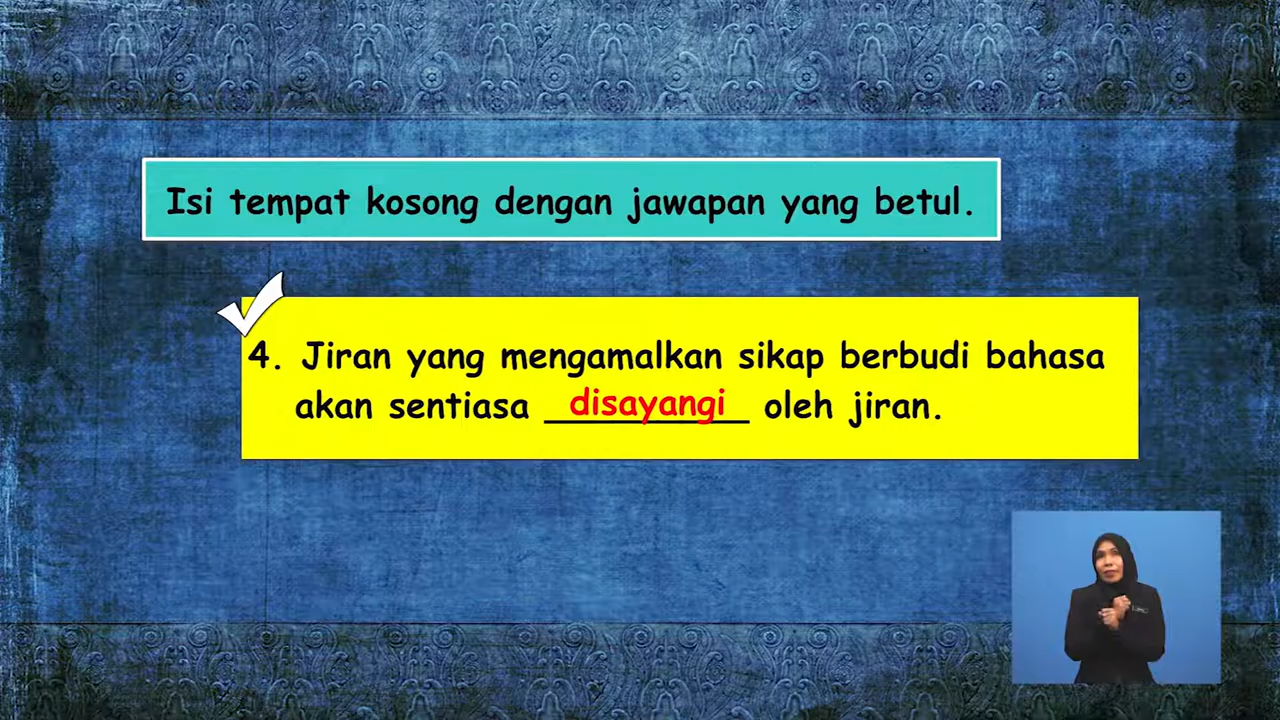 Isi tempat kosong dengan jawapan yang betul.
4. Jiran yang mengamalkan sikap berbudi bahasa
akan sentiasa disayangi oleh jiran.